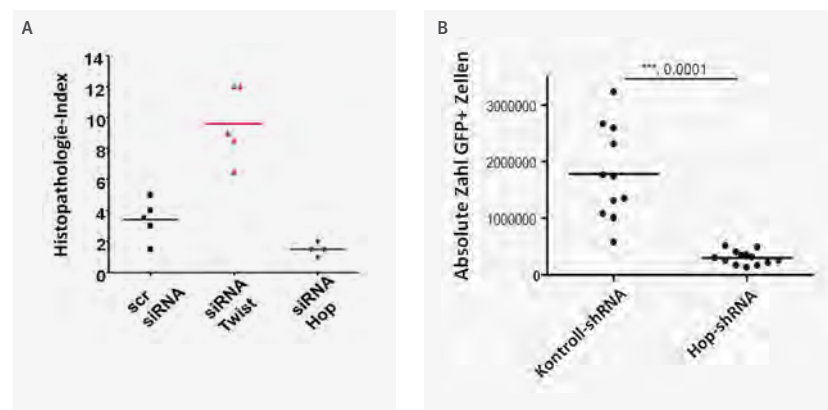 A
Histopathologie-Index
14
12
10
8
6
4
2
0
scr
siRNA
siRNA
Twist
siRNA
Hop
B
Absolute Zahl GFP+ Zellen
***, 0.0001
3000000
2000000
1000000
0
Kontroll-shRNA
Hop-shRNA